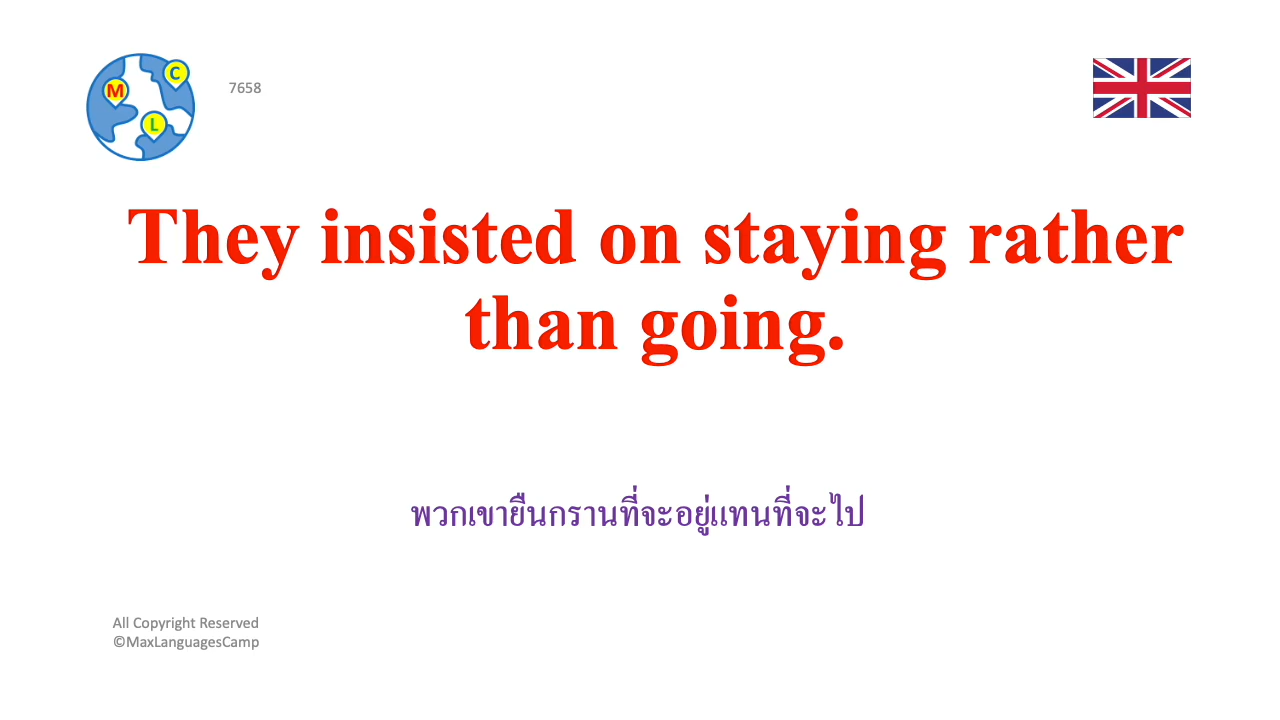 C
M
L
7658
They insisted on staying rather
than going.
พวกเขายืนกรานที่จะอยู่แทนที่จะไป
All Copyright Reserved
©MaxLanguagesCamp